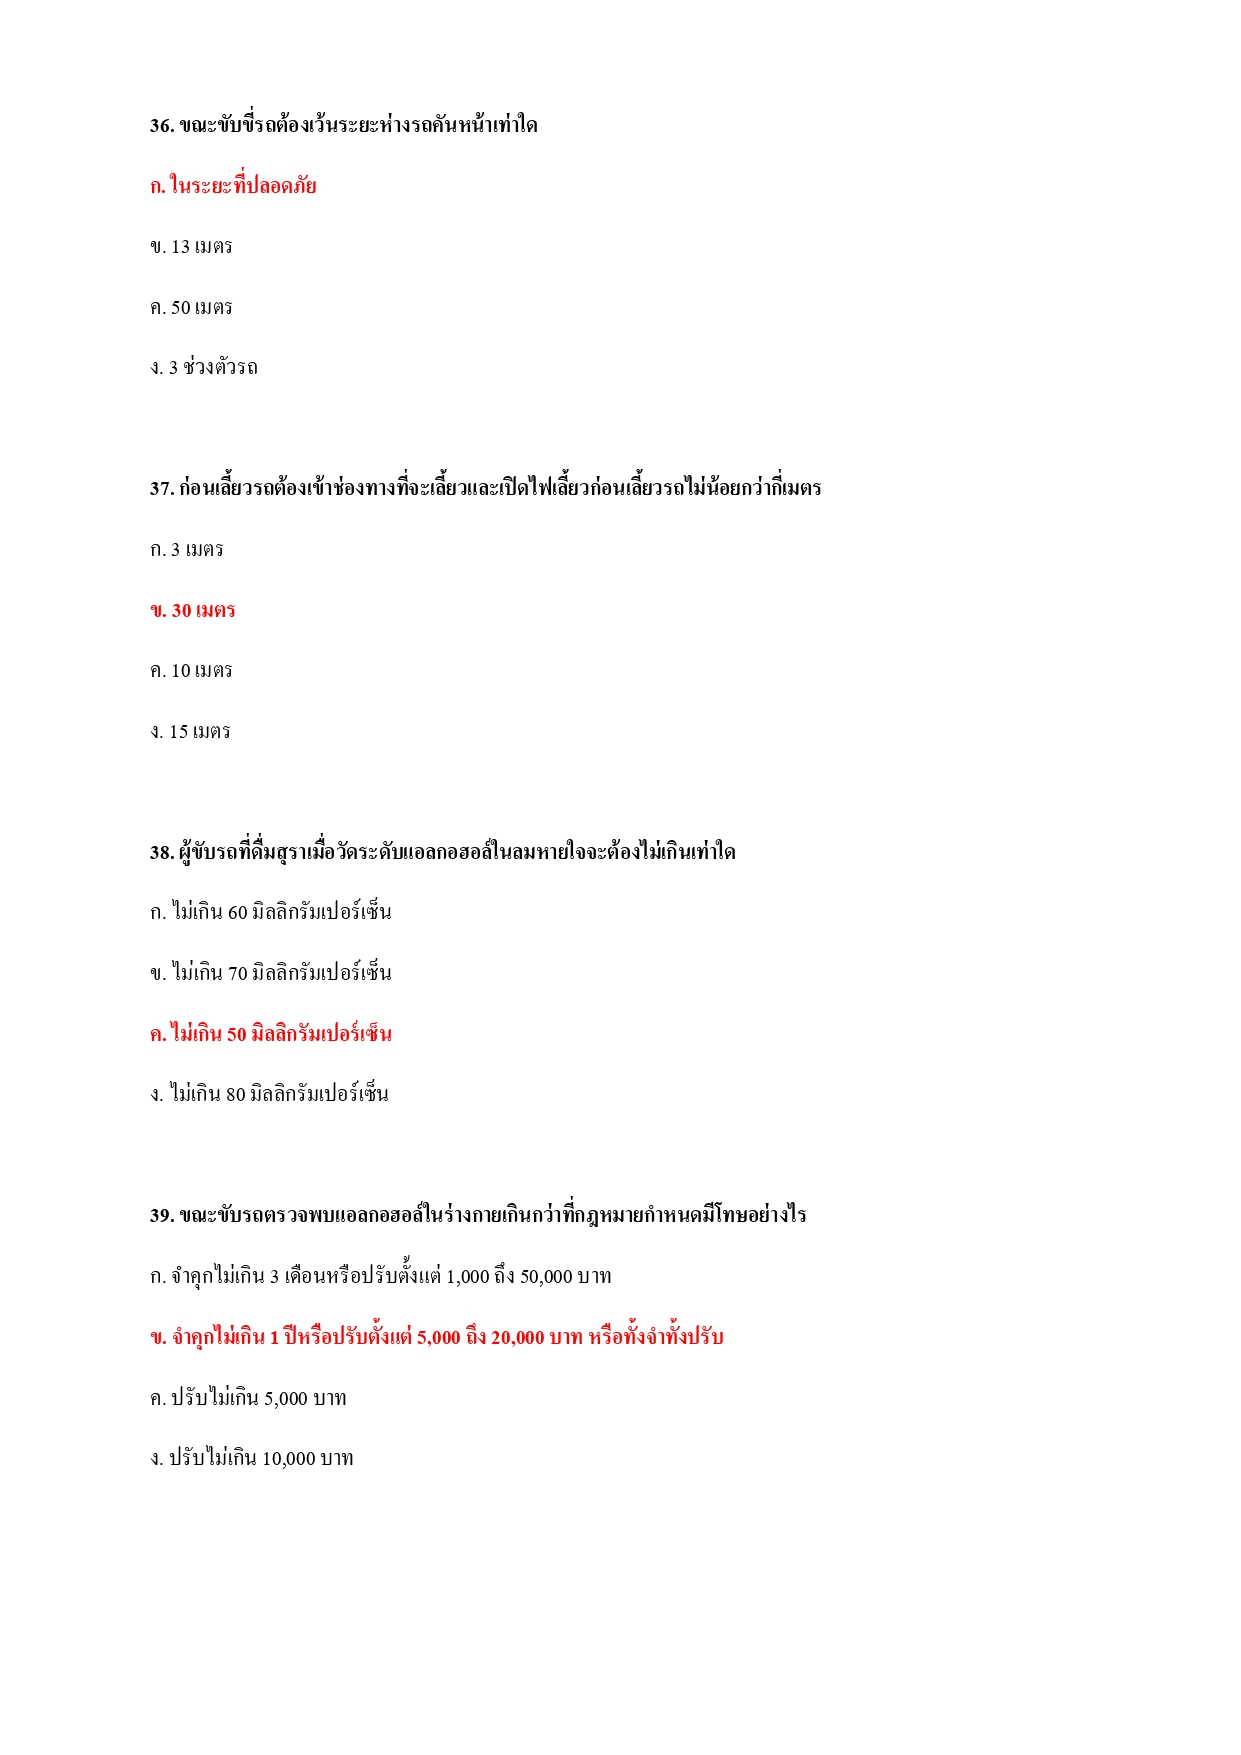 36. ขณะขับขี่รถต้องเว้นระยะห่างรถคันหน้าเท่าใด
ก. ในระยะที่ปลอดภัย
ข. 13 เมตร
ค. 50 เมตร
ง. 3 ช่วงตัวรถ
37. ก่อนเลี้ยวรถต้องเข้าช่องทางที่จะเลี้ยวและเปิดไฟเลี้ยวก่อนเลี้ยวรถไม่น้อยกว่ากี่เมตร
ก. 3 เมตร
ข. 30 เมตร
ค. 10 เมตร
ง. 15 เมตร
38. ผู้ขับรถที่ดื่มสุราเมื่อวัดระดับแอลกอฮอล์ในลมหายใจจะต้องไม่เกินเท่าใด
ก. ไม่เกิน 60 มิลลิกรัมเปอร์เซ็น
ข. ไม่เกิน 70 มิลลิกรัมเปอร์เซ็น
ค. ไม่เกิน 50 มิลลิกรัมเปอร์เซ็น
ง. ไม่เกิน 80 มิลลิกรัมเปอร์เซ็น
39. ขณะขับรถตรวจพบแอลกอฮอล์ในร่างกายเกินกว่าที่กฎหมายกำหนดมีโทษอย่างไร
ก. จำคุกไม่เกิน 3 เดือนหรือปรับตั้งแต่ 1,000 ถึง 50,000 บาท
ข. จำคุกไม่เกิน 1 ปีหรือปรับตั้งแต่ 5,000 ถึง 20,000 บาท หรือทั้งจำทั้งปรับ
ค. ปรับไม่เกิน 5,000 บาท
ง. ปรับไม่เกิน 10,000 บาท